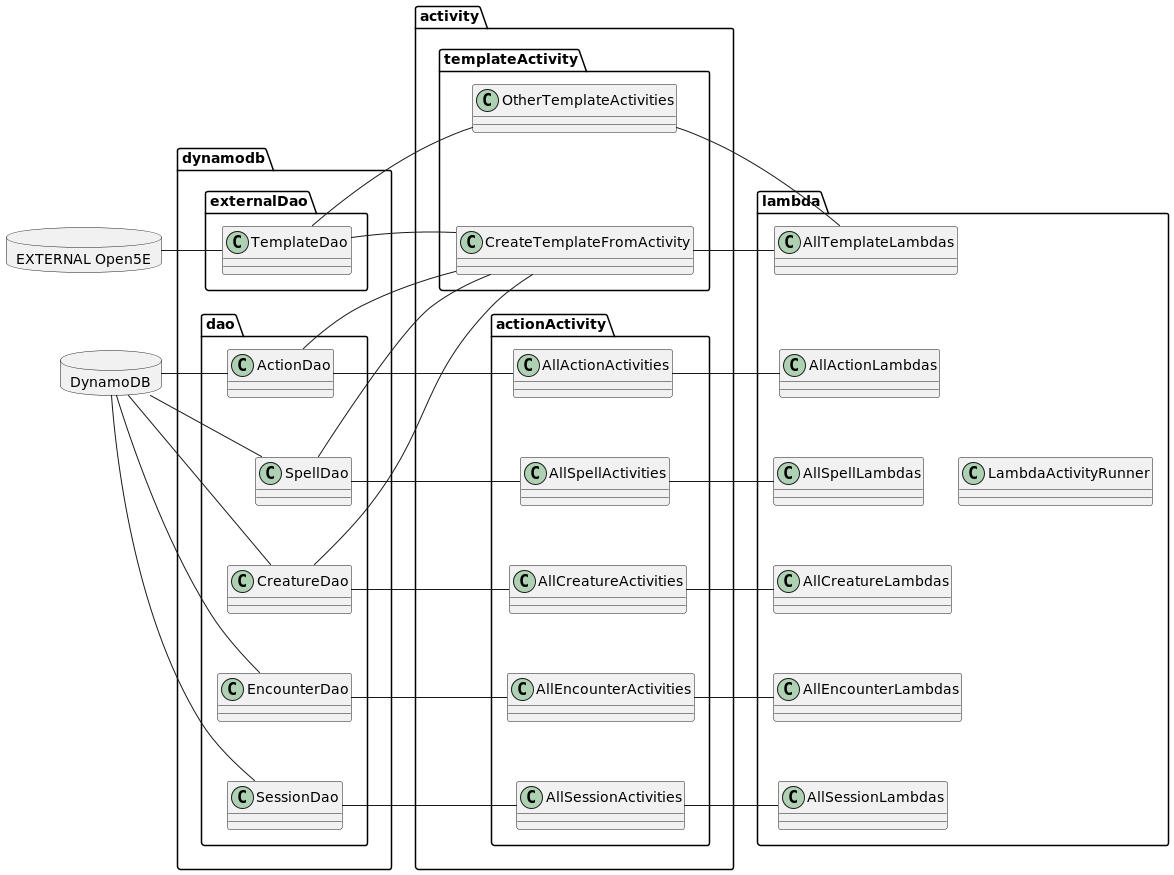 activity
templateActivity
C OtherTemplateActivities
dynamodb
externalDao
lambda
EXTERNAL Open5E
C TemplateDao
C CreateTemplateFromActivity
C AllTemplateLambdas
dao
actionActivity
DynamoDB
C ActionDao
C AllActionActivities
C AllActionLambdas
C SpellDao
C AllSpellActivities
C AllSpellLambdas
C LambdaActivityRunner
C CreatureDao
C AllCreatureActivities
C AllCreatureLambdas
C EncounterDao
C AllEncounterActivities
C AllEncounterLambdas
C SessionDao
C AllSessionActivities
C AllSessionLambdas